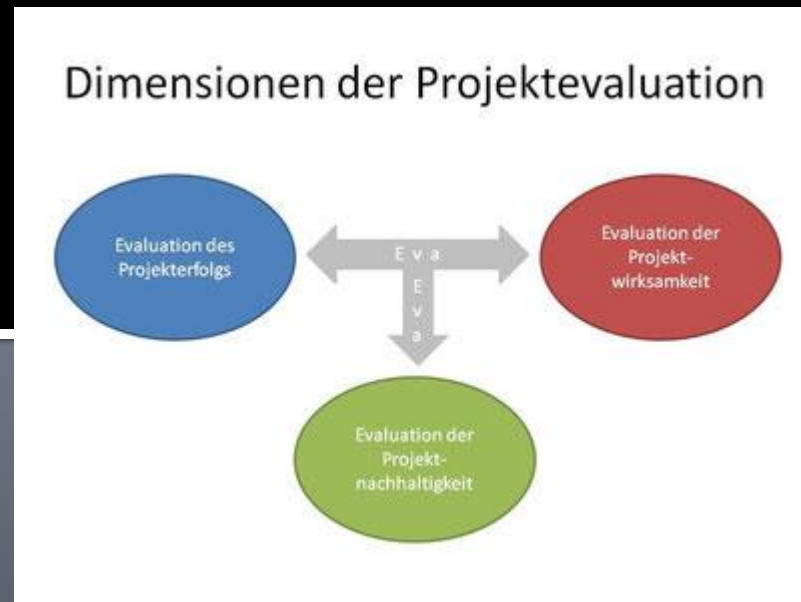 Dimensionen der Projektevaluation
Evaluation des
Projekterfolgs
E v a
E
v
a
Evaluation der
Projekt-
wirksamkeit
Evaluation der
Projekt-
nachhaltigkeit